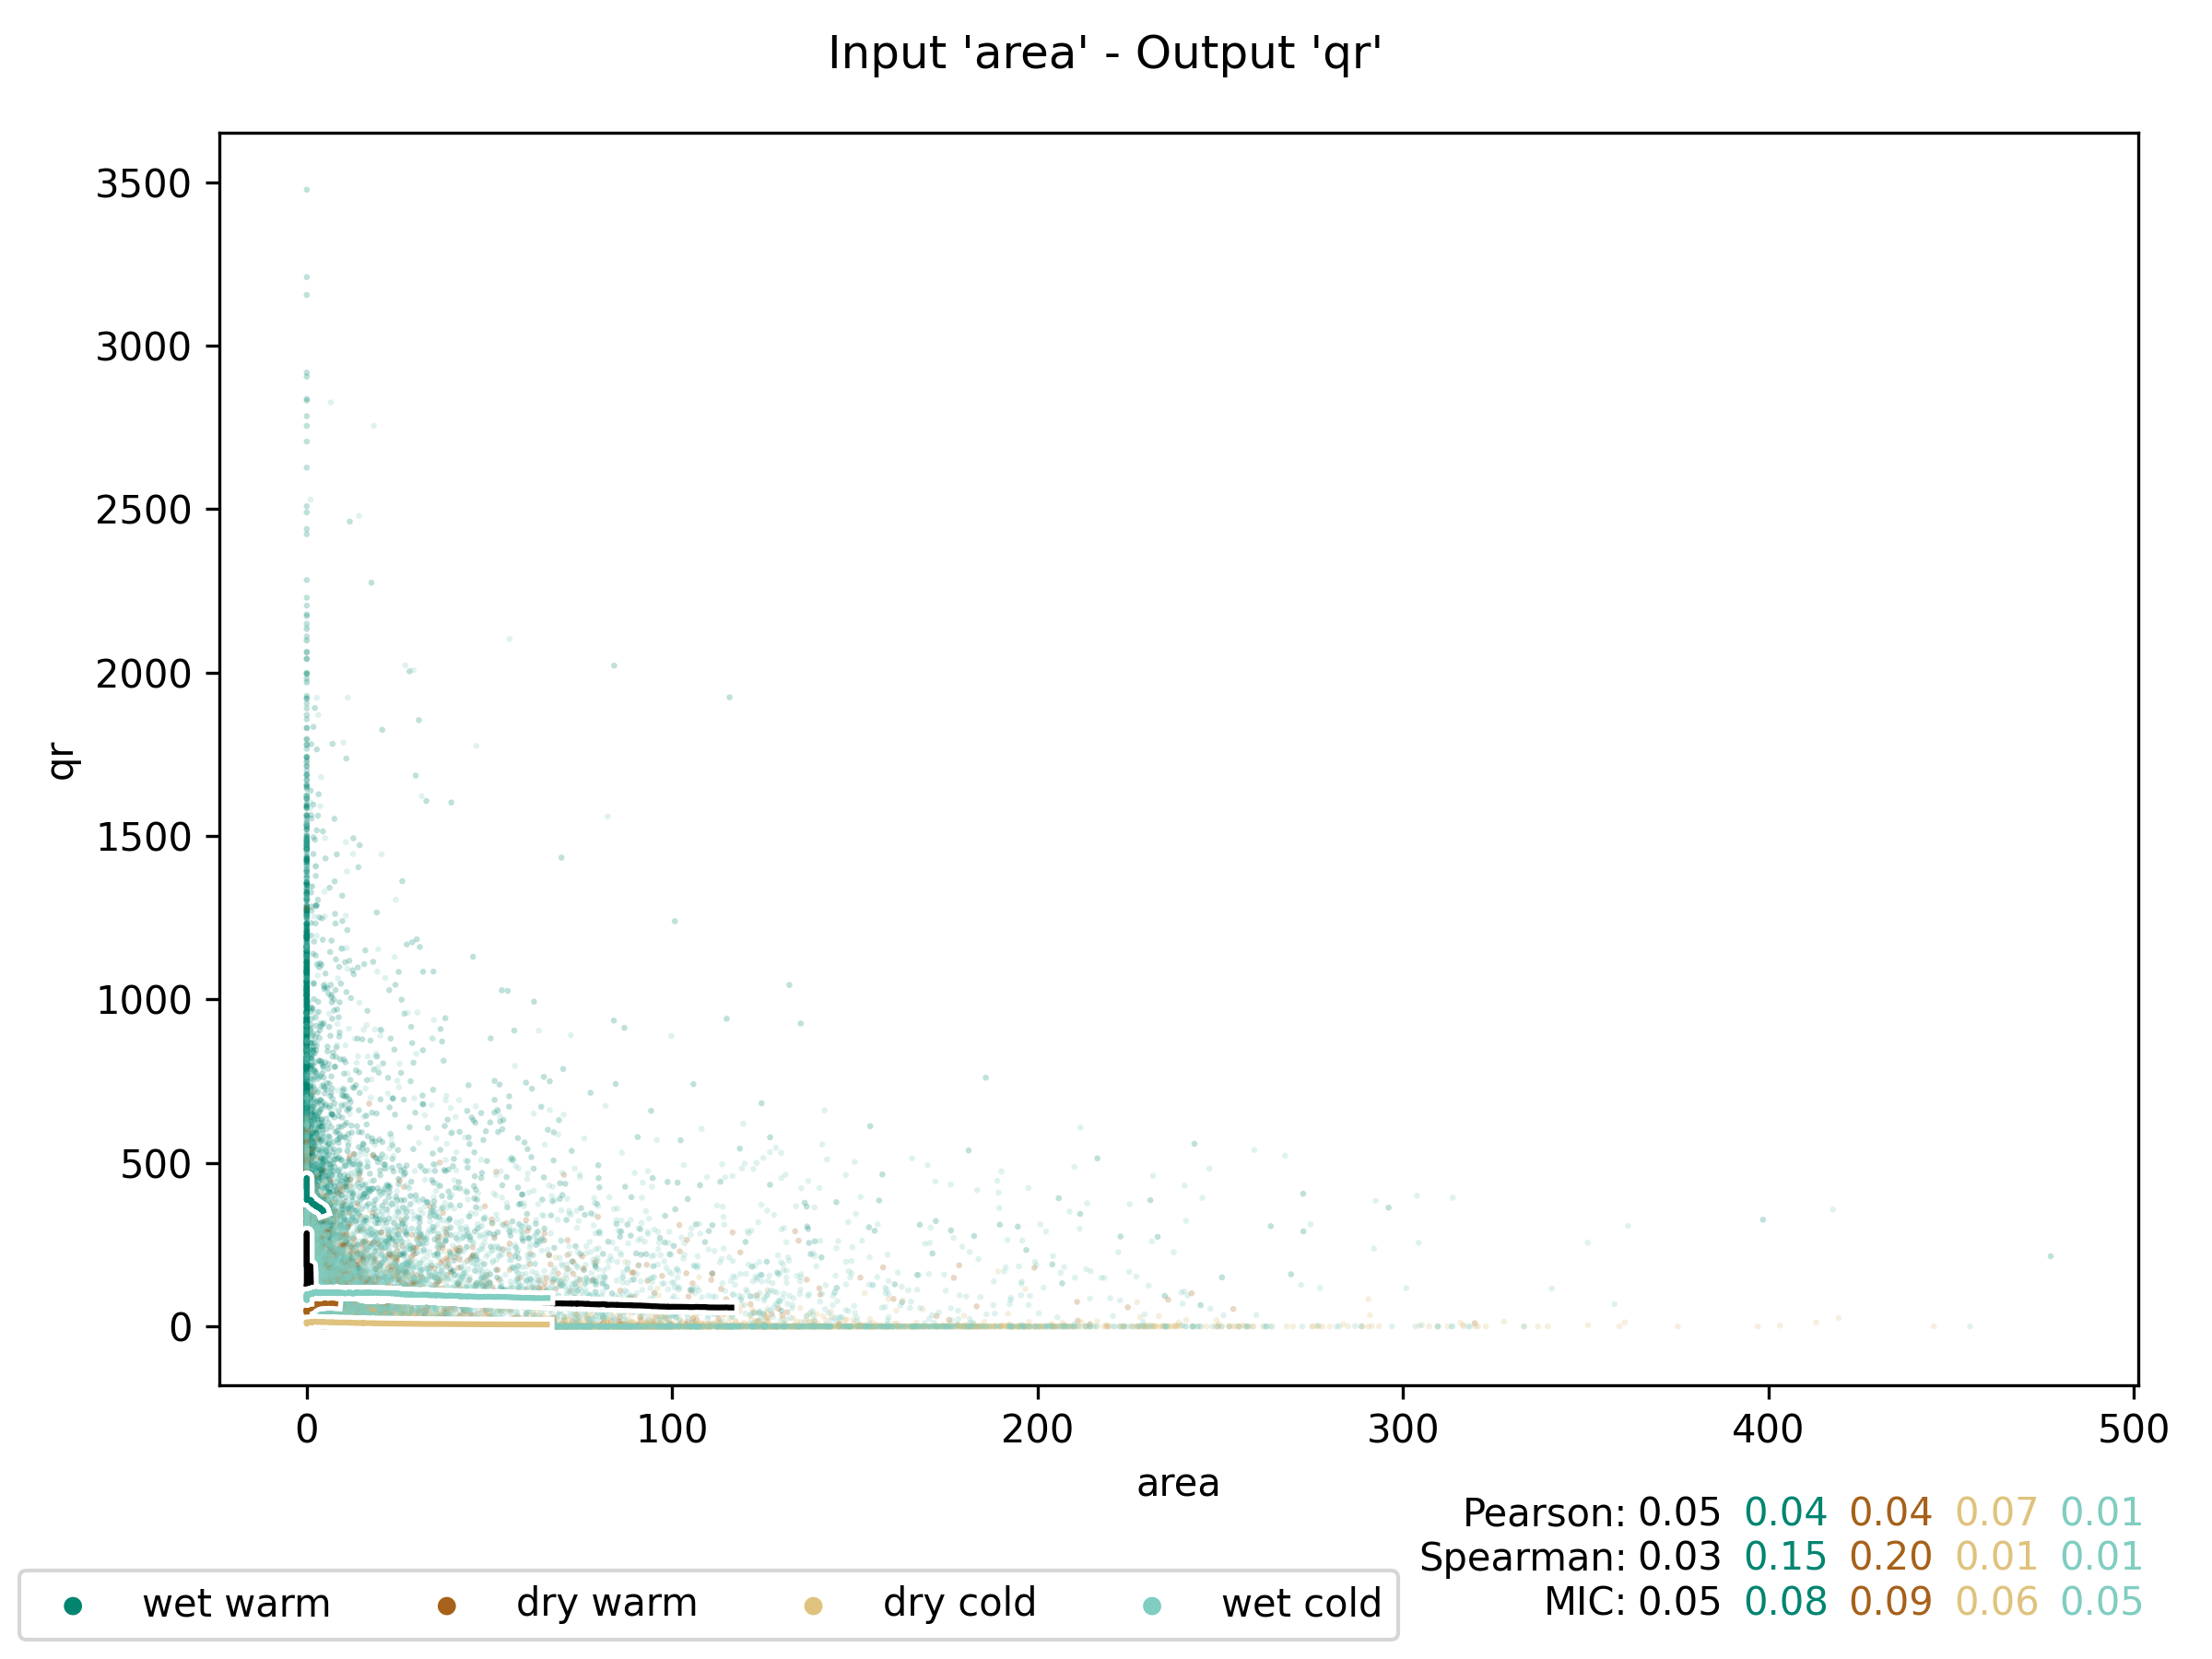 Input 'area' - Output 'qr'
3500
3000
2500
2000
1500
1000
500
0
qr
0 100 200 300 400 500
area
Pearson: 0.05 0.04 0.04 0.07 0.01
Spearman: 0.03 0.15 0.20 0.01 0.01
MIC: 0.05 0.08 0.09 0.06 0.05
wet warm dry warm dry cold wet cold